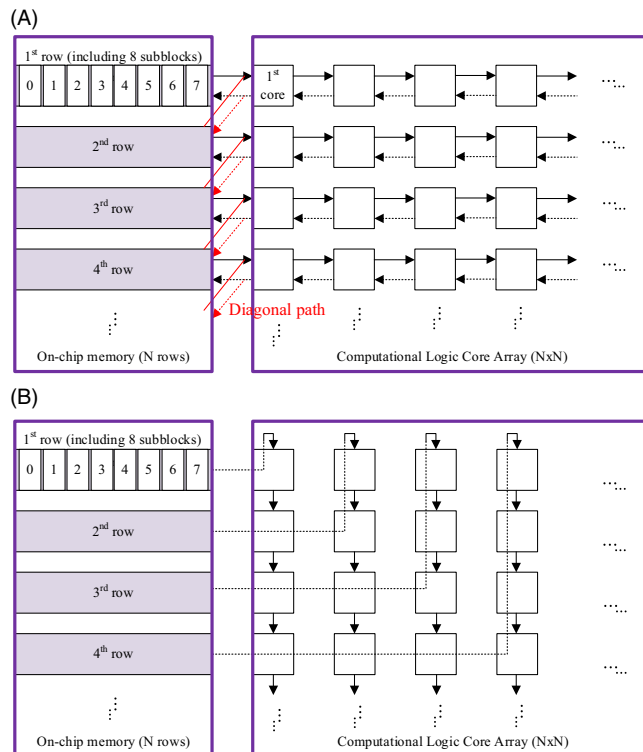 (A)
1st row (including 8 subblocks)
0 1 2 3 4 5 6 7
1st core
2nd row
3rd row
4th row
Diagonal path
On-chip memory (N rows)
Computational Logic Core Array (NxN)
(B)
1st row (including 8 subblocks)
0 1 2 3 4 5 6 7
2nd row
3rd row
4th row
On-chip memory (N rows)
Computational Logic Core Array (NxN)